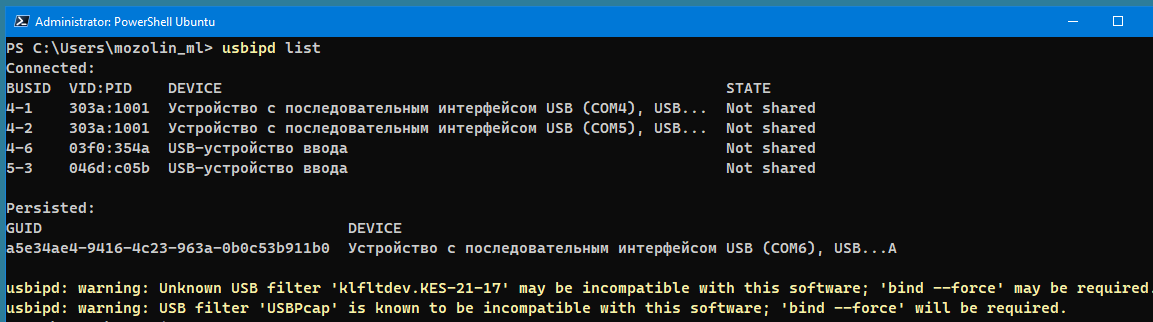 Administrator: PowerShell Ubuntu
PS C:\Users\mozolin_ml> usbipd list
Connected:
BUSID  VID:PID    DEVICE                                                        STATE
4-1    303a:1001  Устройство с последовательным интерфейсом USB (COM4), USB...  Not shared
4-2    303a:1001  Устройство с последовательным интерфейсом USB (COM5), USB...  Not shared
4-6    03f0:354a  USB-устройство ввода                                          Not shared
5-3    046d:c05b  USB-устройство ввода                                          Not shared
Persisted:
GUID                                  DEVICE
a5e34ae4-9416-4c23-963a-0b0c53b911b0  Устройство с последовательным интерфейсом USB (COM6), USB...A
usbipd: warning: Unknown USB filter 'klfltdev.KES-21-17' may be incompatible with this software; 'bind --force' may be required.
usbipd: warning: USB filter 'USBPcap' is known to be incompatible with this software; 'bind --force' will be required.